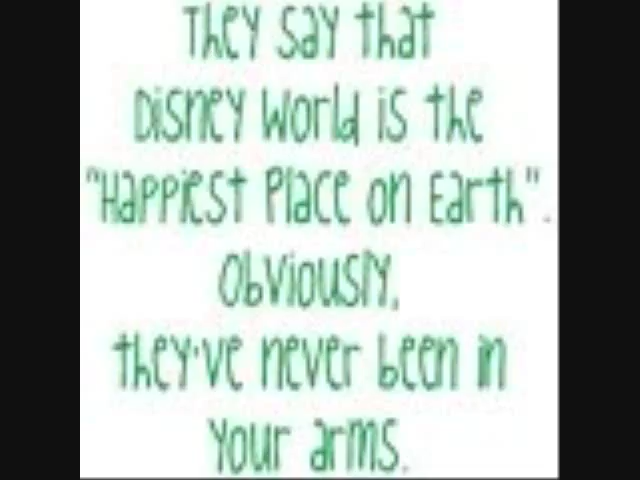 They say that
Disney World is the
"Happiest Place on Earth".
Obviously,
they've never been in
your arms.